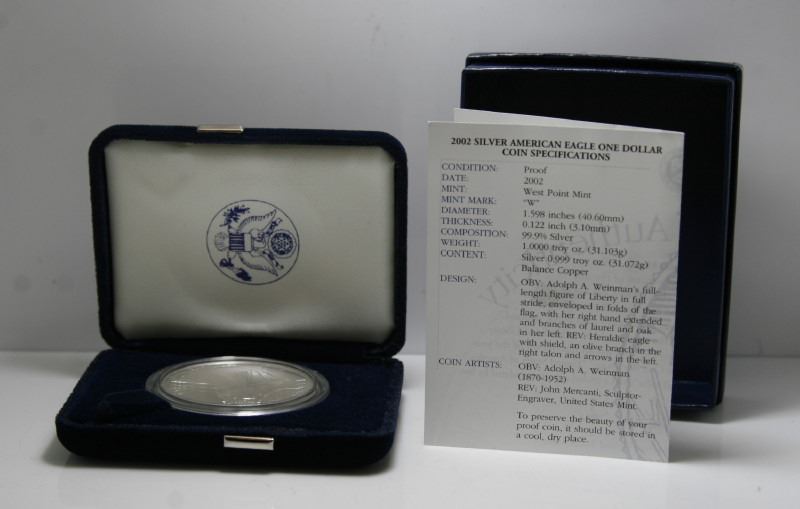 2002 SILVER AMERICAN EAGLE ONE DOLLAR
COIN SPECIFICATIONS
CONDITION: Proof
DATE: 2002
MINT: West Point Mint
MINT MARK: "W"
DIAMETER: 1.598 inches (40.60mm)
THICKNESS: 0.122 inch (3.10mm)
COMPOSITION: 99.9% Silver
WEIGHT: 1.0000 troy oz. (31.103g)
CONTENT: Silver 0.999 troy oz. (31.072g)
Balance Copper
DESIGN: OBV: Adolph A. Weinman's full-
length figure of Liberty in full
stride, enveloped in folds of the
flag, with her right hand extended
and branches of laurel and oak
in her left. REV: Heraldic eagle
with shield, an olive branch in the
right talon and arrows in the left.
COIN ARTISTS: OBV: Adolph A. Weinman
(1870-1952)
REV: John Mercanti, Sculptor-
Engraver, United States Mint.
To preserve the beauty of your
proof coin, it should be stored in
a cool, dry place.